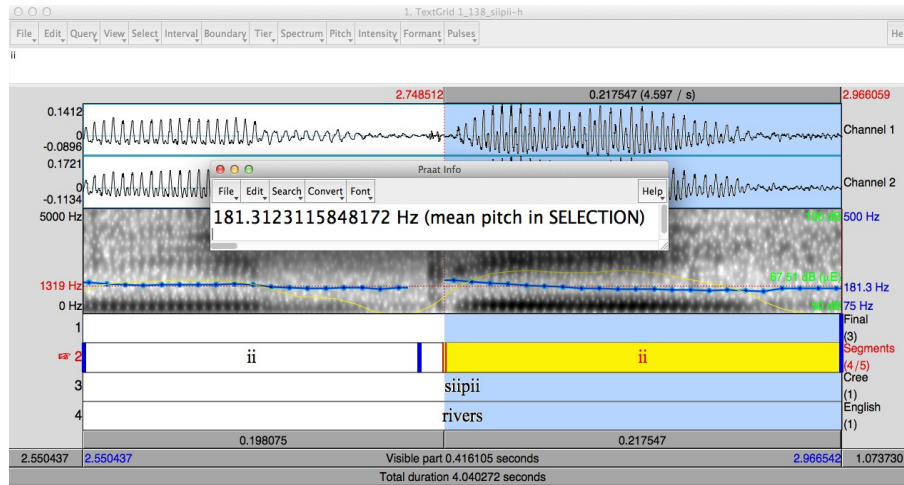 1. TextGrid 1_138_siipii-h
File Edit Query View Select Interval Boundary Tier Spectrum Pitch Intensity Formant Pulses He
ii
2.748512 0.217547 (4.597 / s) 2.966059
0.1412
0
-0.0896
Channel 1
0.1721
0
-0.1134
Channel 2
Praat Info
File Edit Search Convert Font Help
181.3123115848172 Hz (mean pitch in SELECTION)
5000 Hz 500 Hz
67.51 dB (µE)
1319 Hz 181.3 Hz
0 Hz 75 Hz
1 Final
(3)
2 ii ii Segments
(4/5)
3 siipii Cree
(1)
4 rivers English
(1)
0.198075 0.217547
2.550437 2.550437 Visible part 0.416105 seconds 2.966542 1.073730
Total duration 4.040272 seconds